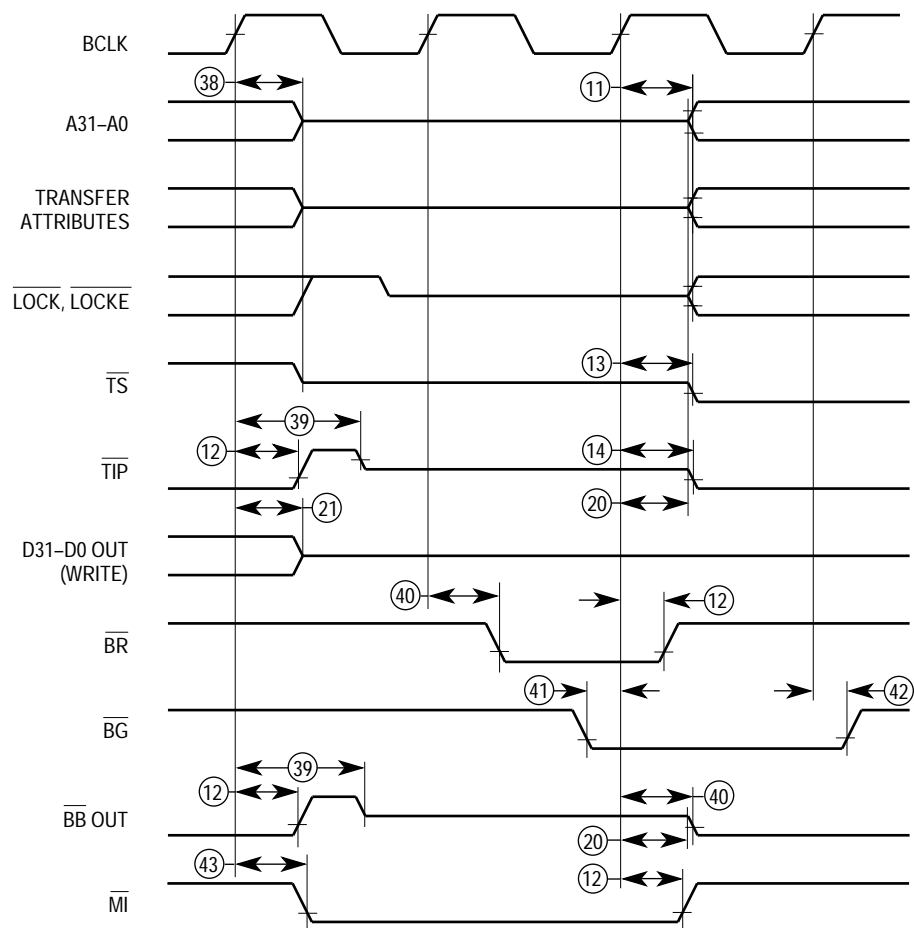 BCLK
38
11
A31–A0
TRANSFER
ATTRIBUTES
LOCK, LOCKE
13
TS
39
12
14
TIP
20
21
D31–D0 OUT
(WRITE)
40
12
BR
41
42
BG
39
12
40
BB OUT
20
43
12
MI